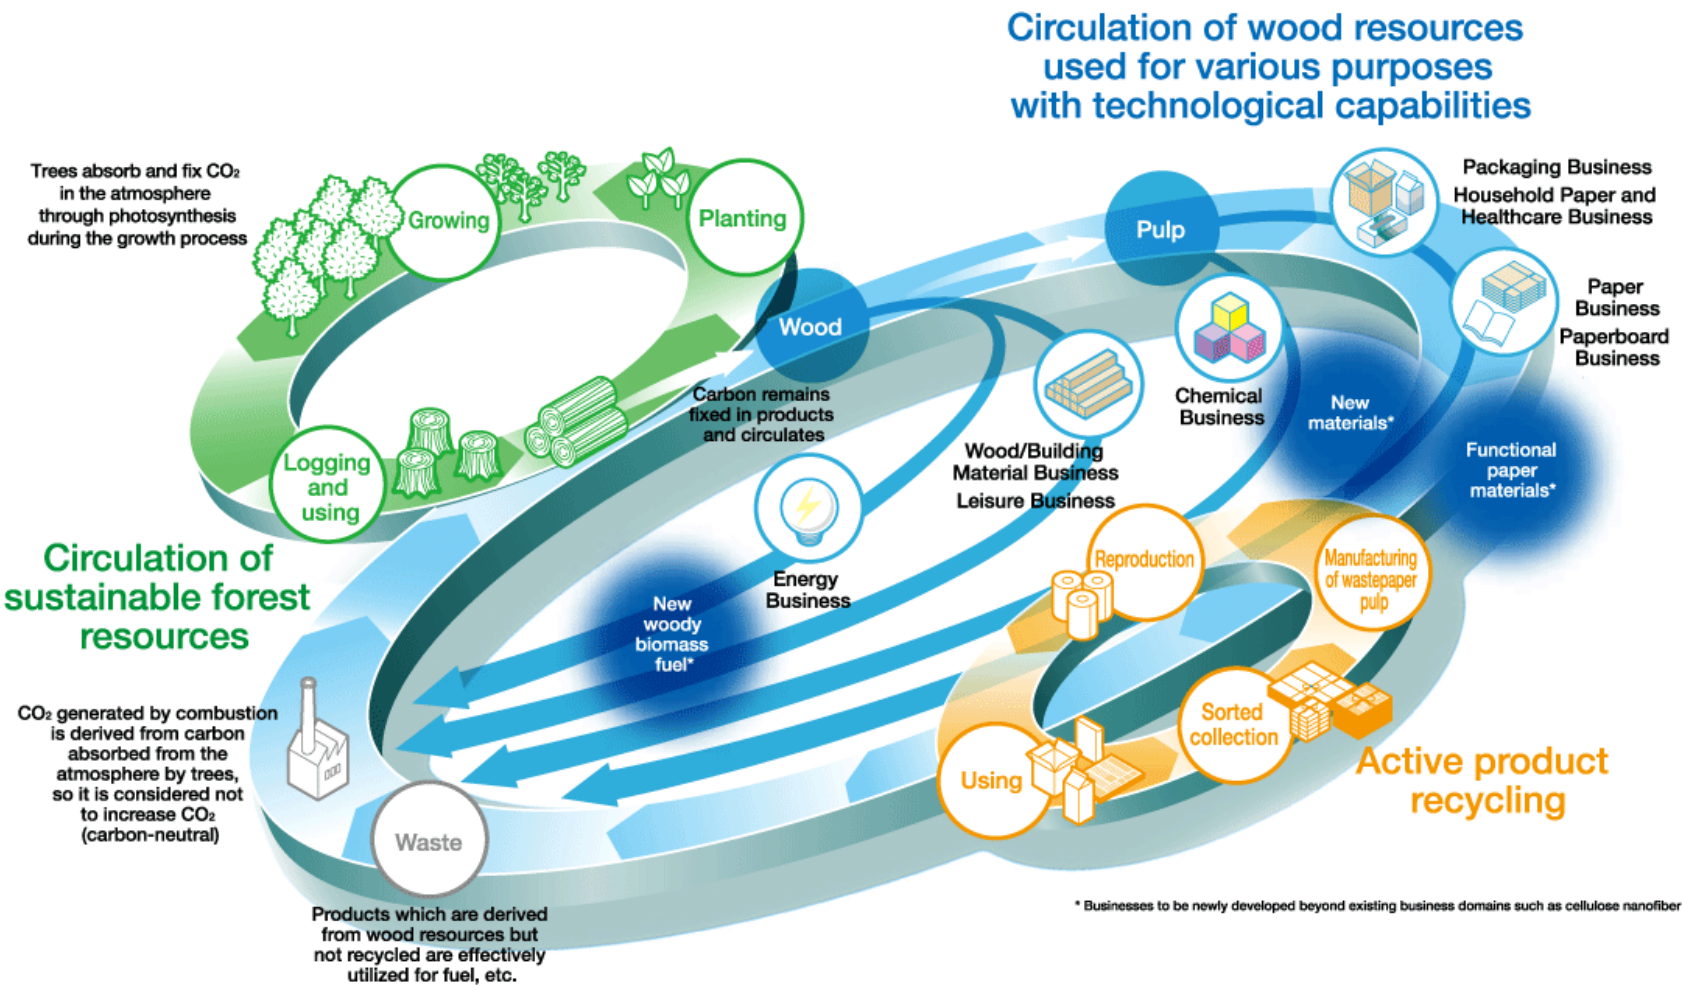 Circulation of wood resources
used for various purposes
with technological capabilities
Trees absorb and fix CO₂
in the atmosphere
through photosynthesis
during the growth process
Growing
Planting
Logging
and
using
Circulation of
sustainable forest
resources
Wood
Carbon remains
fixed in products
and circulates
Pulp
Packaging Business
Household Paper and
Healthcare Business
Paper
Business
Paperboard
Business
Chemical
Business
New
materials*
Functional
paper
materials*
Wood/Building
Material Business
Leisure Business
Energy
Business
New
woody
biomass
fuel*
Reproduction
Manufacturing
of wastepaper
pulp
Sorted
collection
Using
Active product
recycling
CO₂ generated by combustion
is derived from carbon
absorbed from the
atmosphere by trees,
so it is considered not
to increase CO₂
(carbon-neutral)
Waste
Products which are derived
from wood resources but
not recycled are effectively
utilized for fuel, etc.
* Businesses to be newly developed beyond existing business domains such as cellulose nanofiber